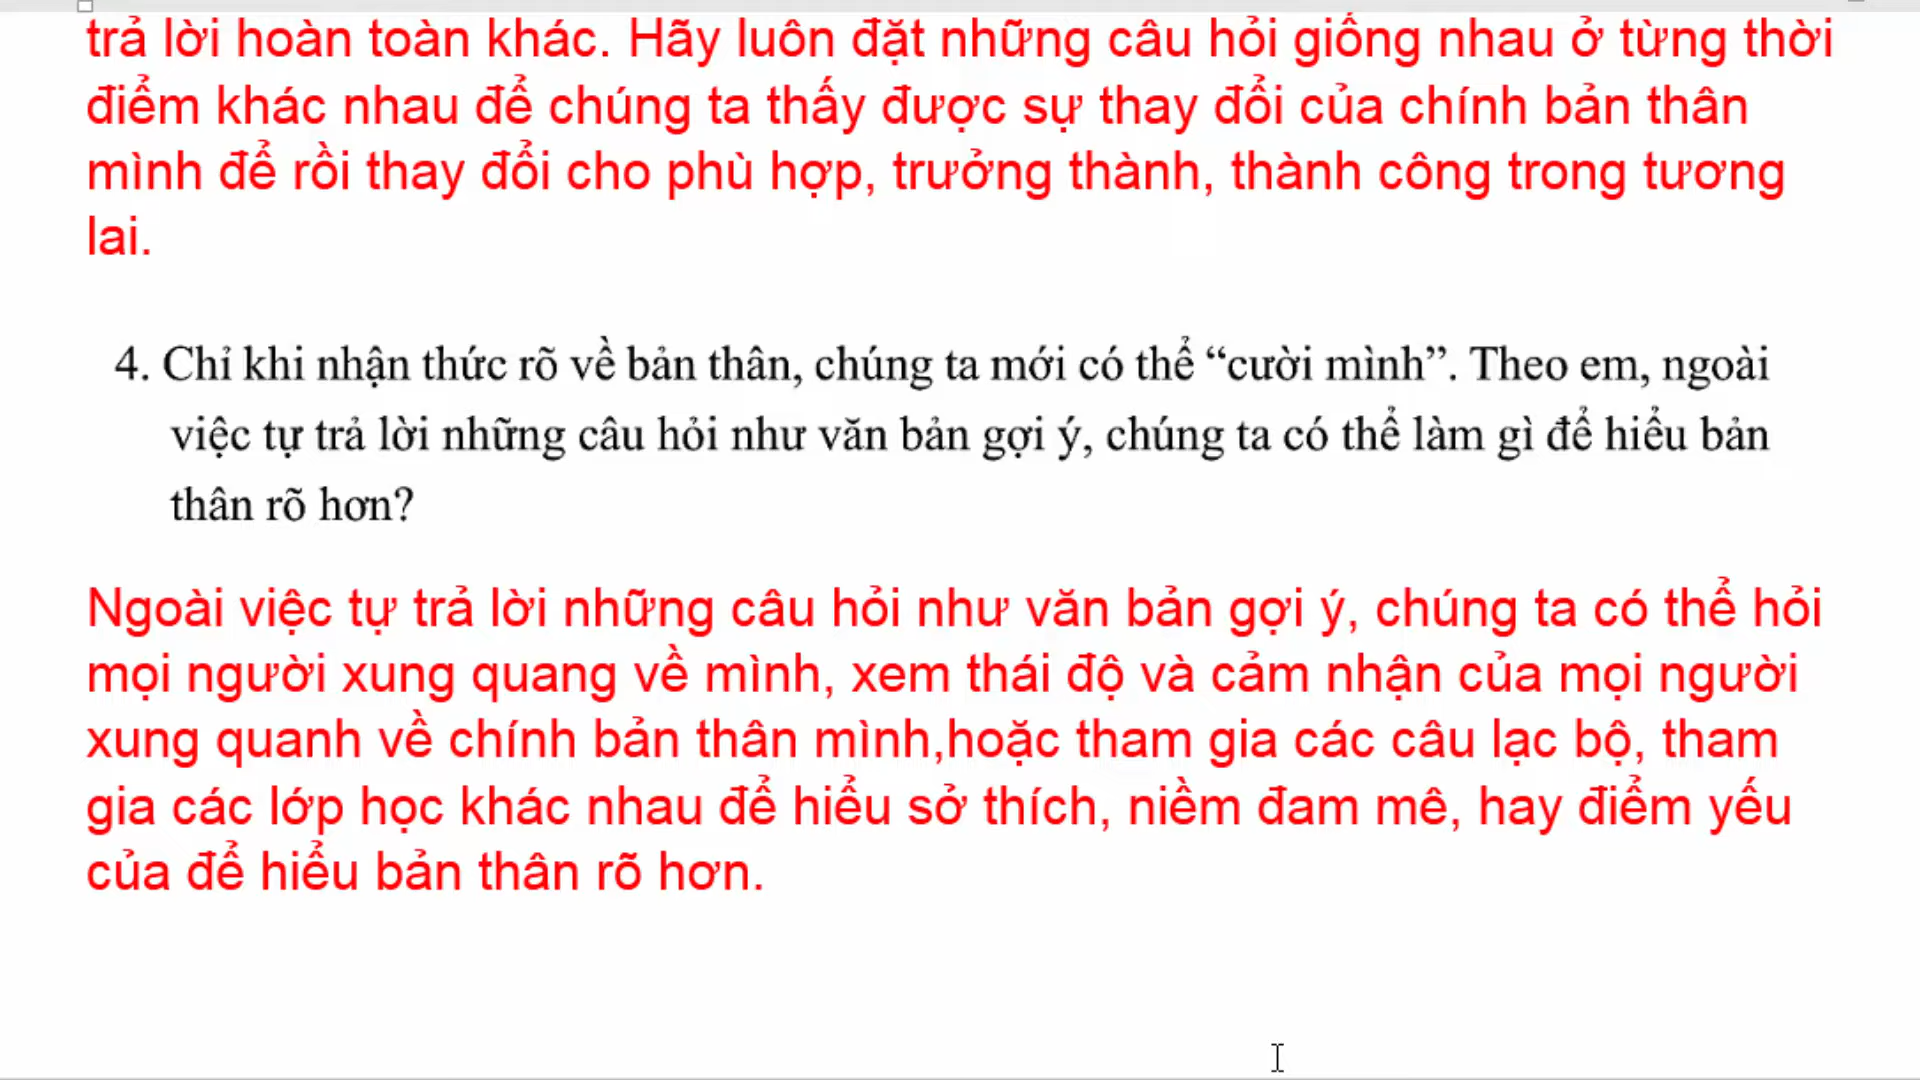 trả lời hoàn toàn khác. Hãy luôn đặt những câu hỏi giống nhau ở từng thời
điểm khác nhau để chúng ta thấy được sự thay đổi của chính bản thân
mình để rồi thay đổi cho phù hợp, trưởng thành, thành công trong tương
lai.
4. Chỉ khi nhận thức rõ về bản thân, chúng ta mới có thể “cười mình”. Theo em, ngoài
việc tự trả lời những câu hỏi như văn bản gợi ý, chúng ta có thể làm gì để hiểu bản
thân rõ hơn?
Ngoài việc tự trả lời những câu hỏi như văn bản gợi ý, chúng ta có thể hỏi
mọi người xung quang về mình, xem thái độ và cảm nhận của mọi người
xung quanh về chính bản thân mình,hoặc tham gia các câu lạc bộ, tham
gia các lớp học khác nhau để hiểu sở thích, niềm đam mê, hay điểm yếu
của để hiểu bản thân rõ hơn.